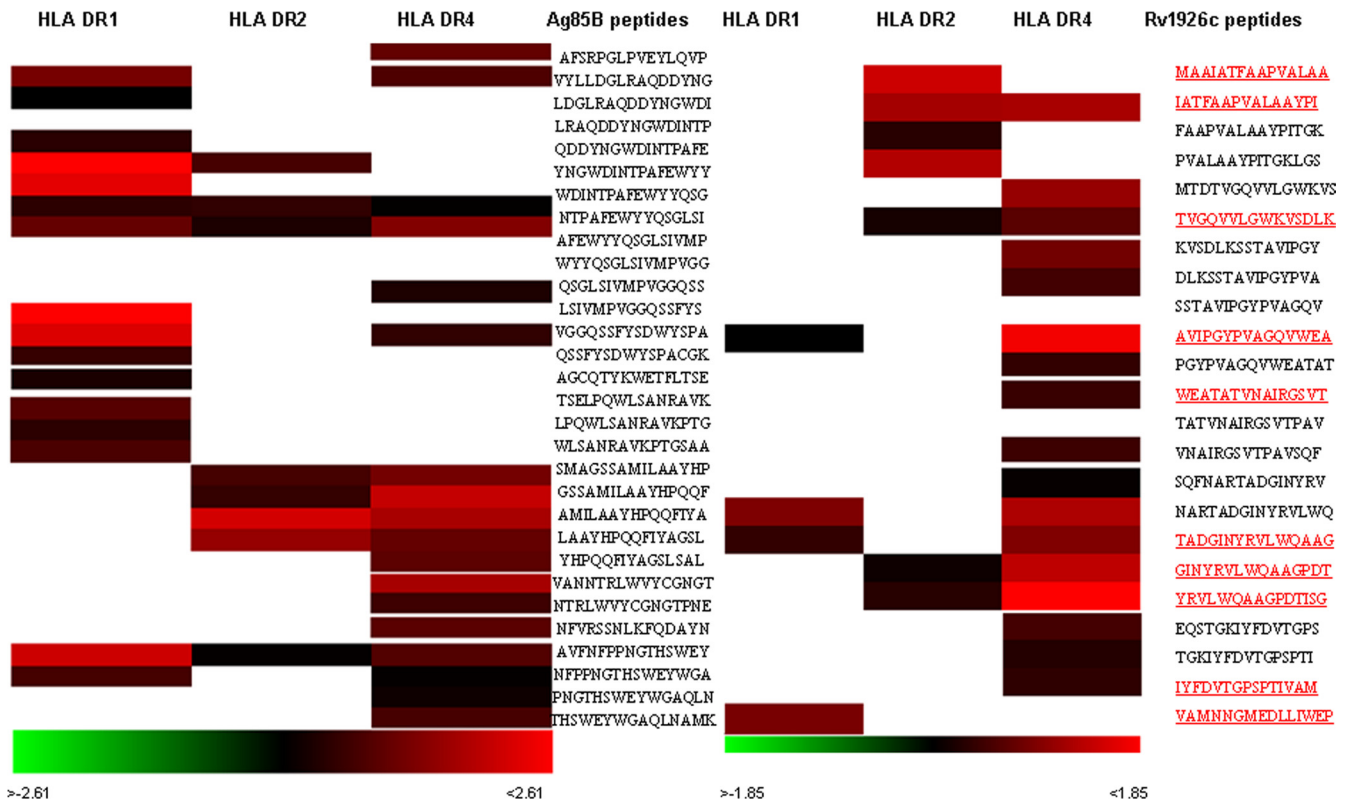 HLA DR1 HLA DR2 HLA DR4 Ag85B peptides HLA DR1 HLA DR2 HLA DR4 Rv1926c peptides
AFSRPGLPVEYLQVP
VYLLDGLRAQDDYNG
LDGLRAQDDYNGWDI
LRAQDDYNGWDINTP
QDDYNGWDINTPAFE
YNGWDINTPAFEWYY
WDINTPAFEWYYQSG
NTPAFEWYYQSGLSI
AFEWYYQSGLSIVMP
WYYQSGLSIVMPVGG
QSGLSIVMPVGGQSS
LSIVMPVGGQSSFYS
VGGQSSFYSDWYSPA
QSSFYSDWYSPACGK
AGCQTYKWETFLTSE
TSELPQWLSANRAVK
LPQWLSANRAVKPTG
WLSANRAVKPTGSAA
SMAGSSAMILAAYHP
GSSAMILAAYHPQQF
AMILAAYHPQQFIYA
LAAYHPQQFIYAGSL
YHPQQFIYAGSLSAL
VANNTRLWVYCGNGT
NTRLWVYCGNGTPNE
NFVRSSNLKFQDAYN
AVFNFPPNGTHSWEY
NFPPNGTHSWEYWGA
PNGTHSWEYWGAQLN
THSWEYWGAQLNAMK
MAAIATFAAPVALAA
IATFAAPVALAAYPI
FAAPVALAAYPITGK
PVALAAYPITGKLGS
MTDTVGQVVLGWKVS
TVGQVVLGWKVSDLK
KVSDLKSSTAVIPGY
DLKSSTAVIPGYPVA
SSTAVIPGYPVAGQV
AVIPGYPVAGQVWEA
PGYPVAGQVWEATAT
WEATATVNAIRGSVT
TATVNAIRGSVTPAV
VNAIRGSVTPAVSQF
SQFNARTADGINYRV
NARTADGINYRVLWQ
TADGINYRVLWQAAG
GINYRVLWQAAGPDT
YRVLWQAAGPDTISG
EQSTGKIYFDVTGPS
TGKIYFDVTGPSPTI
IYFDVTGPSPTIVAM
VAMNNGMEDLLIWEP
>-2.61 <2.61 >-1.85 <1.85